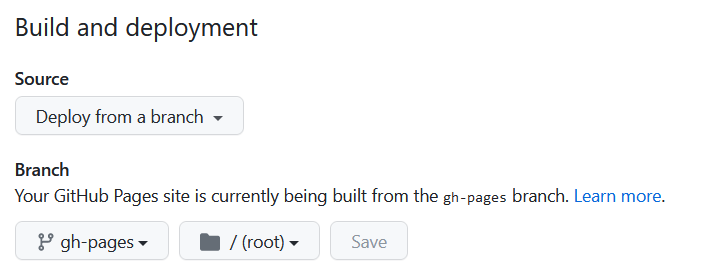 Build and deployment
Source
Deploy from a branch
Branch
Your GitHub Pages site is currently being built from the gh-pages branch. Learn more.
gh-pages / (root) Save